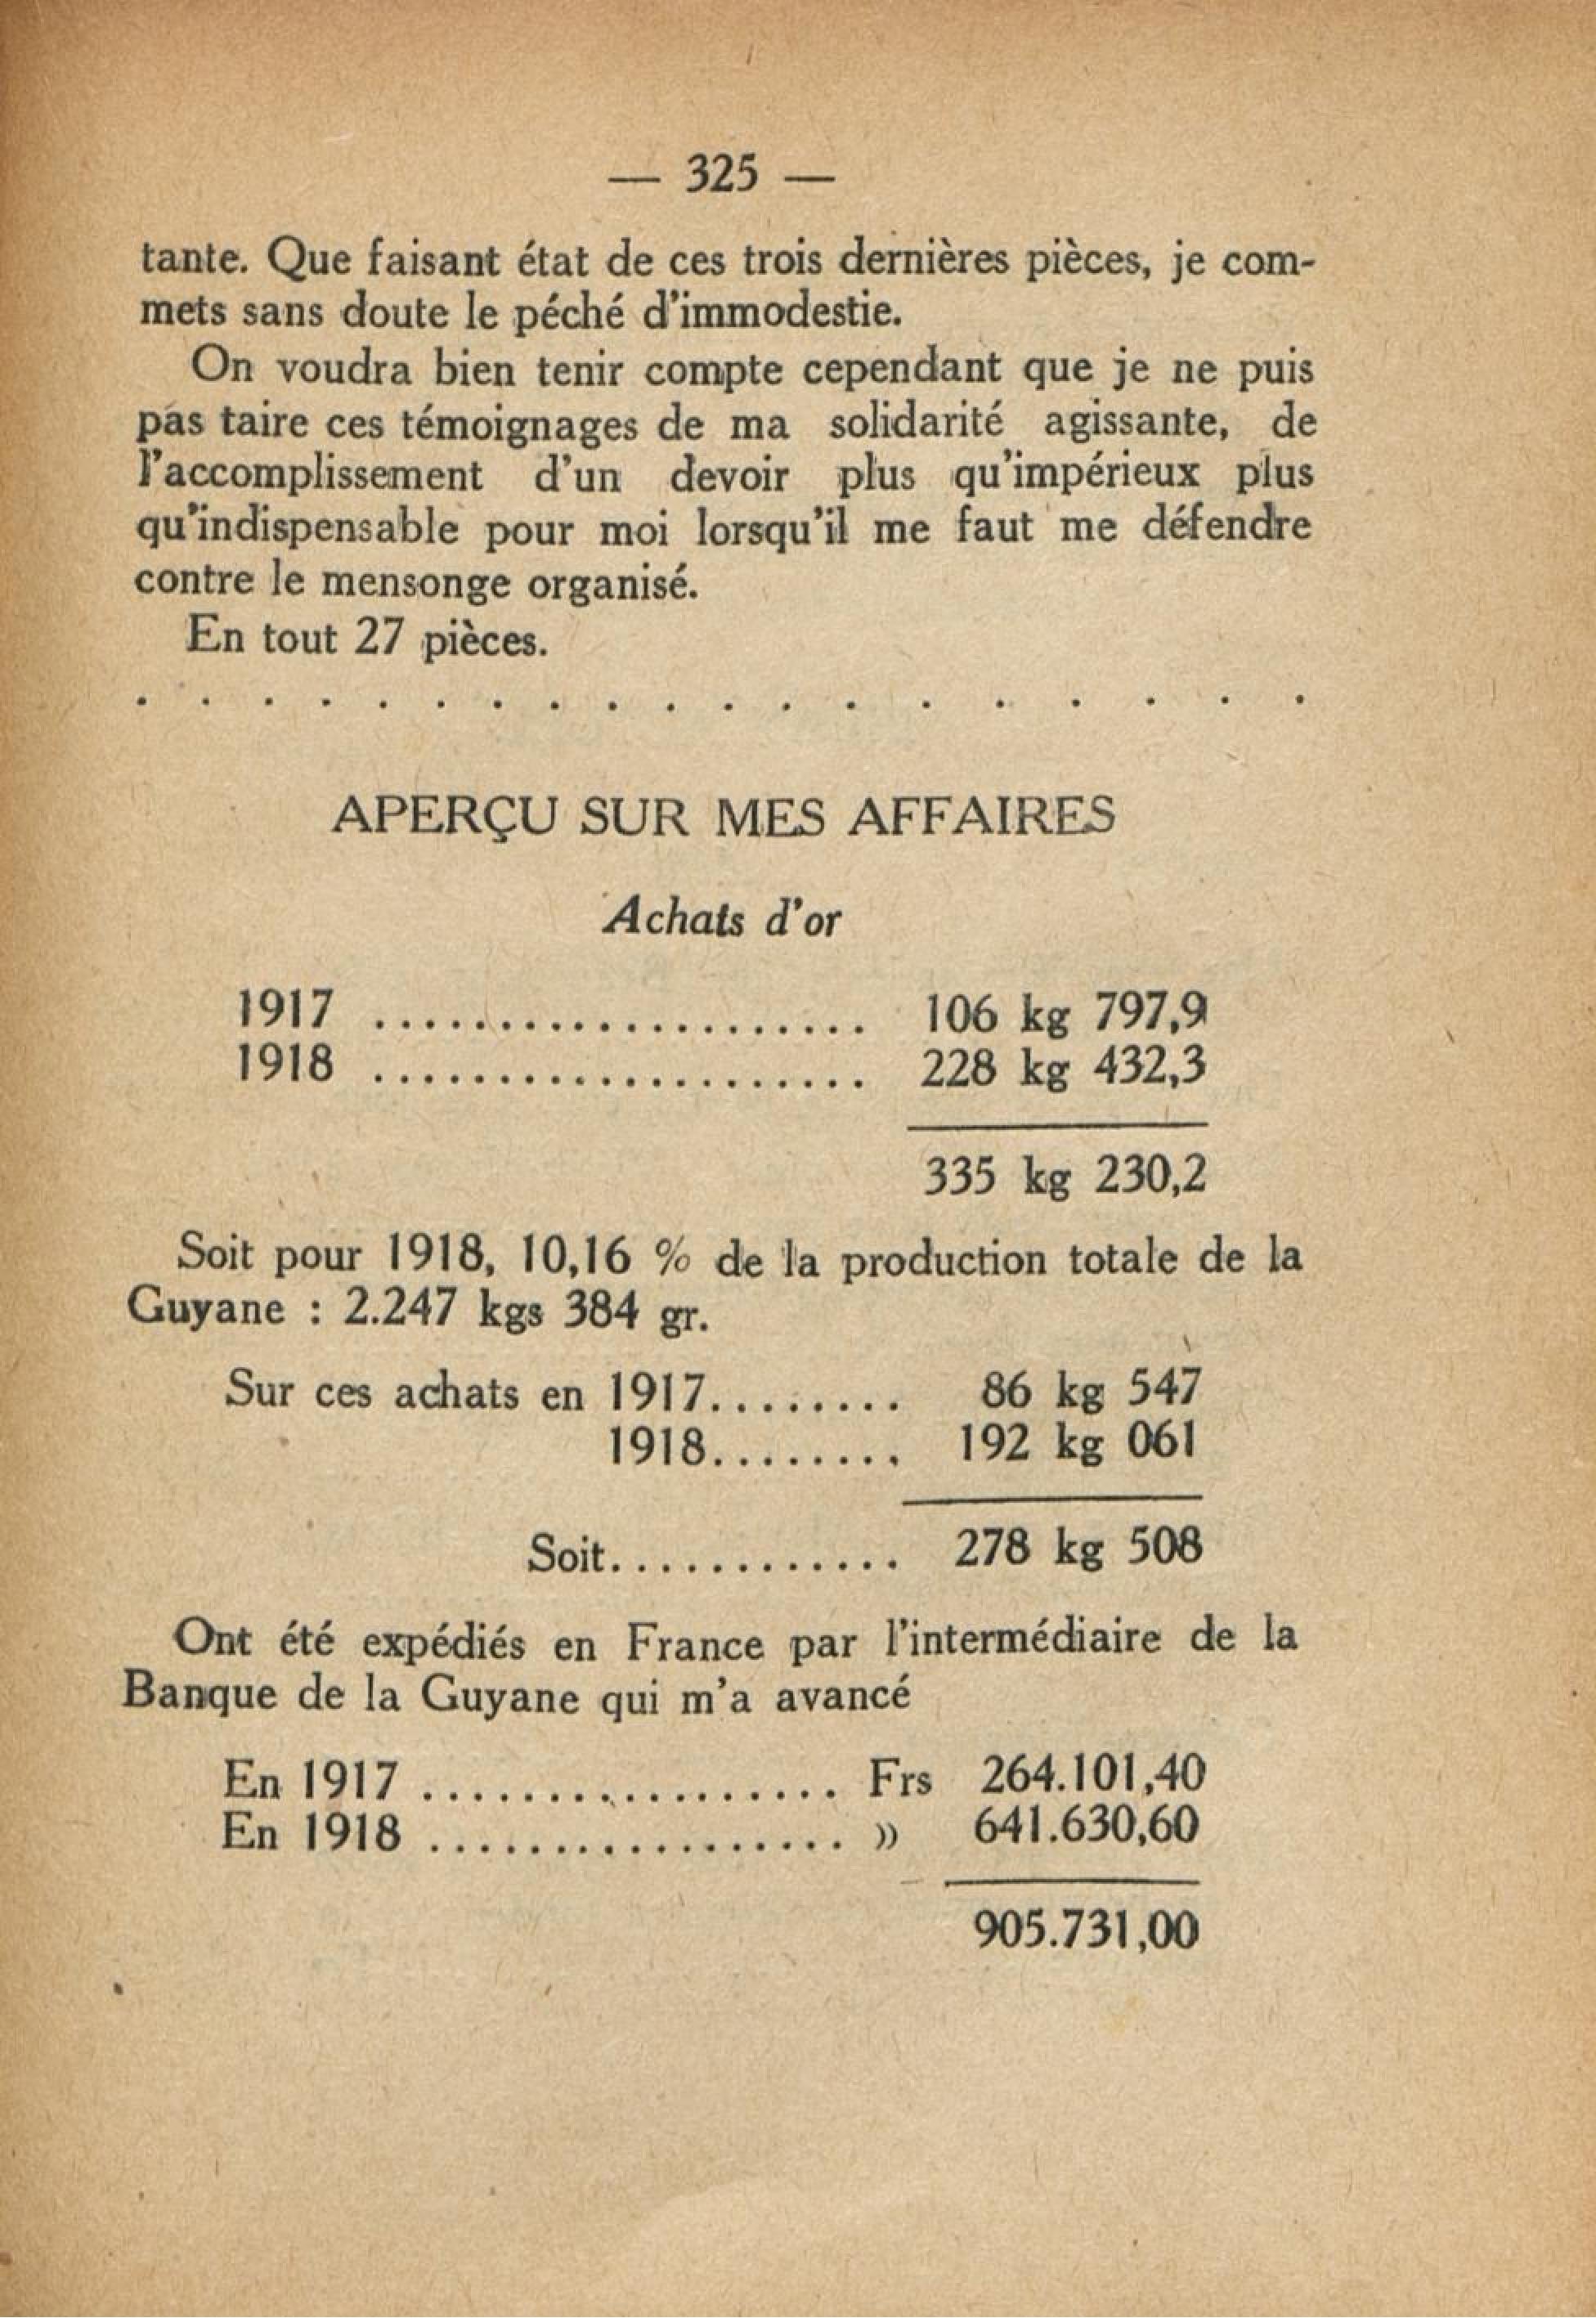 — 325 —
tante. Que faisant état de ces trois dernières pièces, je com-
mets sans doute le péché d'immodestie.
On voudra bien tenir compte cependant que je ne puis
pas taire ces témoignages de ma solidarité agissante, de
l'accomplissement d'un devoir plus qu'impérieux plus
qu'indispensable pour moi lorsqu'il me faut me défendre
contre le mensonge organisé.
En tout 27 pièces.
. . . . . . . . . . . . . . . . . . . .
APERÇU SUR MES AFFAIRES
Achats d'or
1917 .................... 106 kg 797,9
1918 .................... 228 kg 432,3
335 kg 230,2
Soit pour 1918, 10,16 % de la production totale de la
Guyane : 2.247 kgs 384 gr.
Sur ces achats en 1917........ 86 kg 547
1918........ 192 kg 061
Soit............ 278 kg 508
Ont été expédiés en France par l'intermédiaire de la
Banque de la Guyane qui m'a avancé
En 1917 ................. Frs 264.101,40
En 1918 ................. » 641.630,60
905.731,00